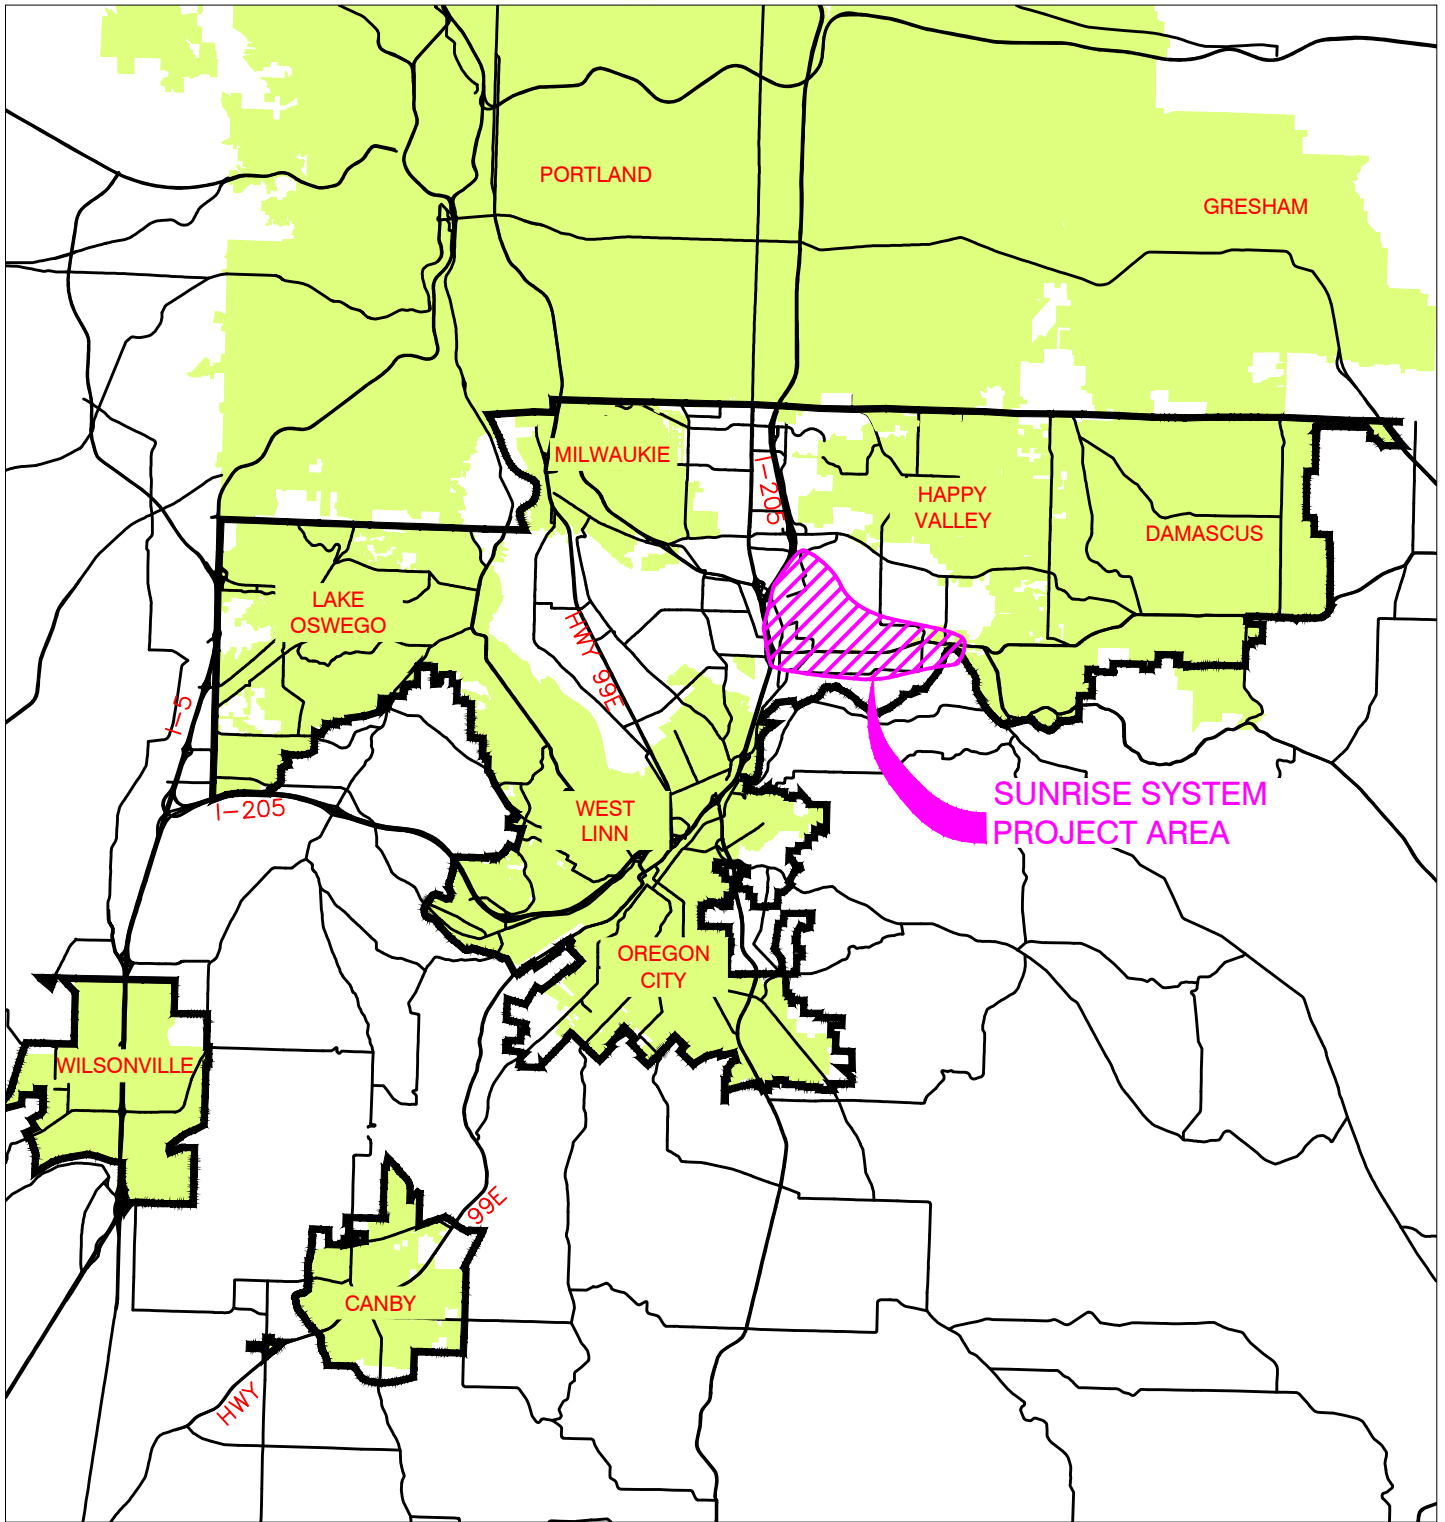 PORTLAND
GRESHAM
MILWAUKIE
I-205
HAPPY
VALLEY
DAMASCUS
LAKE
OSWEGO
HWY 99E
I-5
SUNRISE SYSTEM
PROJECT AREA
I-205
WEST
LINN
OREGON
CITY
WILSONVILLE
99E
CANBY
HWY